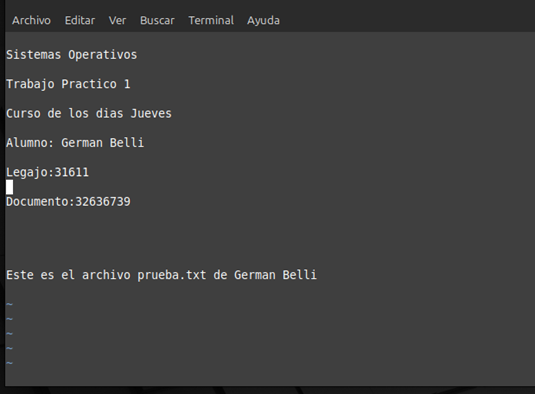 Archivo Editar Ver Buscar Terminal Ayuda
Sistemas Operativos
Trabajo Practico 1
Curso de los dias Jueves
Alumno: German Belli
Legajo:31611
Documento:32636739
Este es el archivo prueba.txt de German Belli
~
~
~
~
~